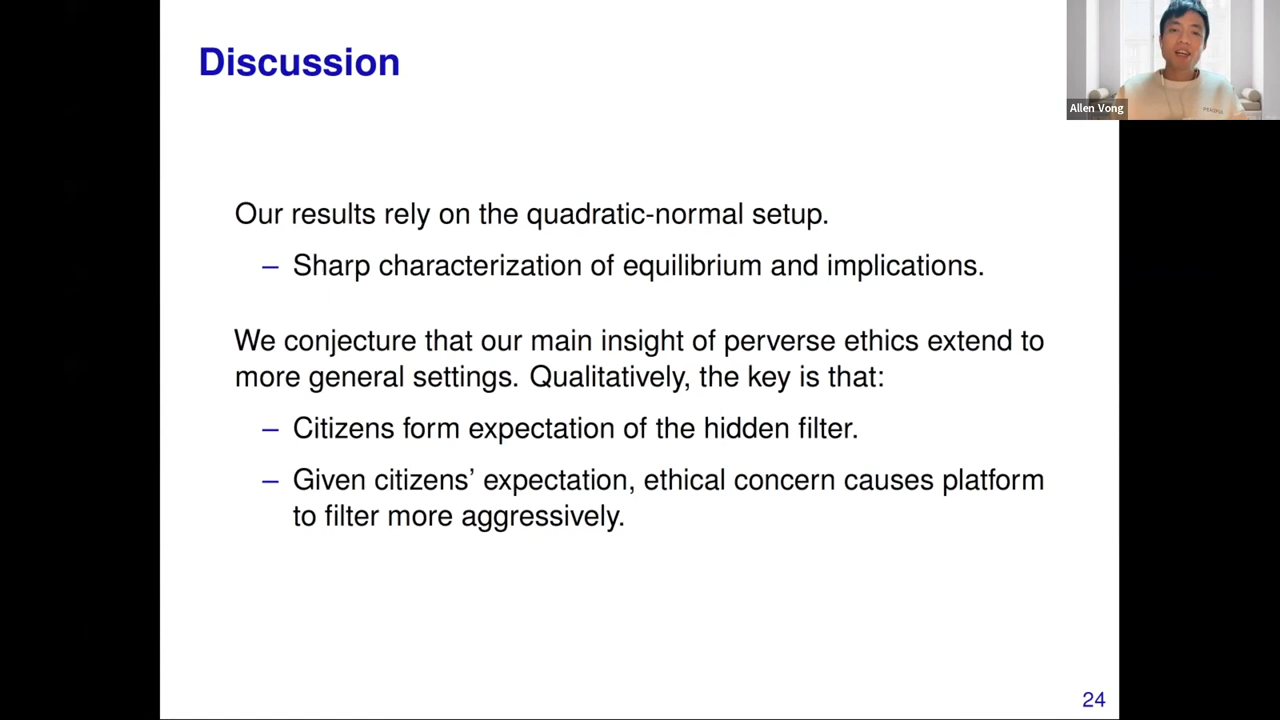 Discussion
Allen Vong
Our results rely on the quadratic-normal setup.
– Sharp characterization of equilibrium and implications.
We conjecture that our main insight of perverse ethics extend to
more general settings. Qualitatively, the key is that:
– Citizens form expectation of the hidden filter.
– Given citizens’ expectation, ethical concern causes platform
to filter more aggressively.
24